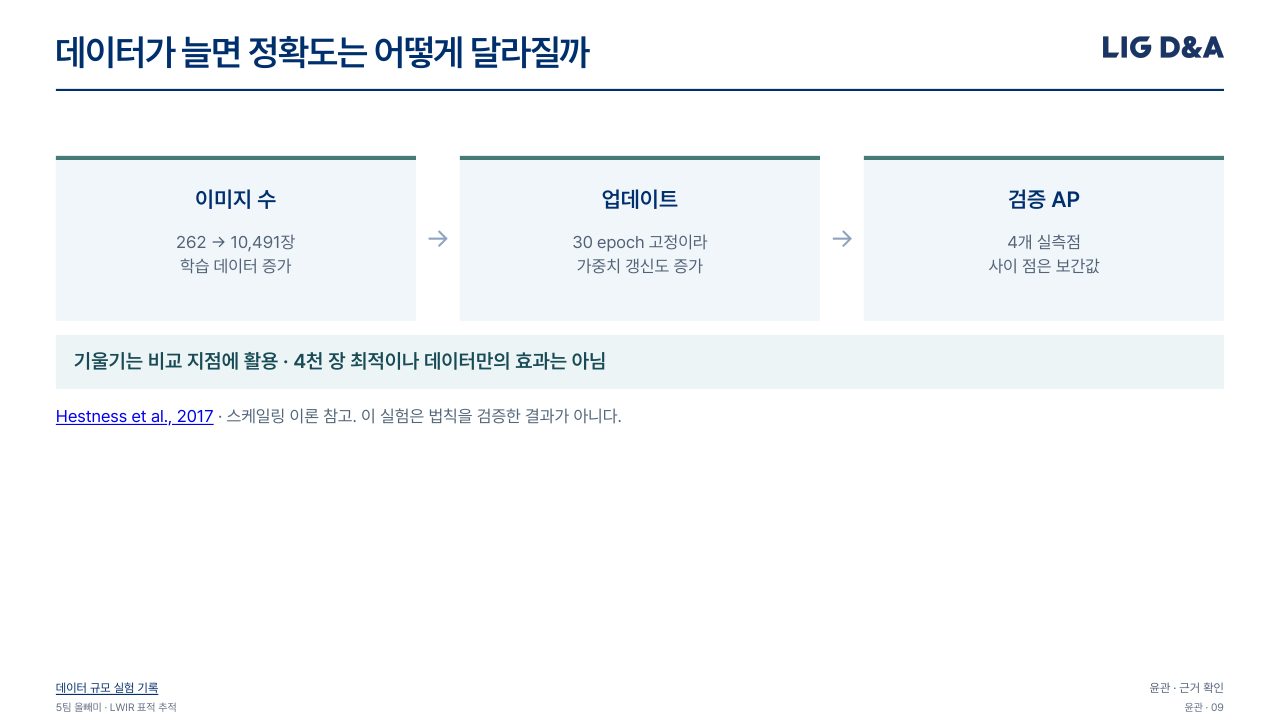 데이터가 늘면 정확도는 어떻게 달라질까
LIG D&A
이미지 수
262 → 10,491장
학습 데이터 증가
→
업데이트
30 epoch 고정이라
가중치 갱신도 증가
→
검증 AP
4개 실측점
사이 점은 보간값
기울기는 비교 지점에 활용 · 4천 장 최적이나 데이터만의 효과는 아님
Hestness et al., 2017 · 스케일링 이론 참고. 이 실험은 법칙을 검증한 결과가 아니다.
데이터 규모 실험 기록
5팀 올빼미 · LWIR 표적 추적
윤관 · 근거 확인
윤관 · 09